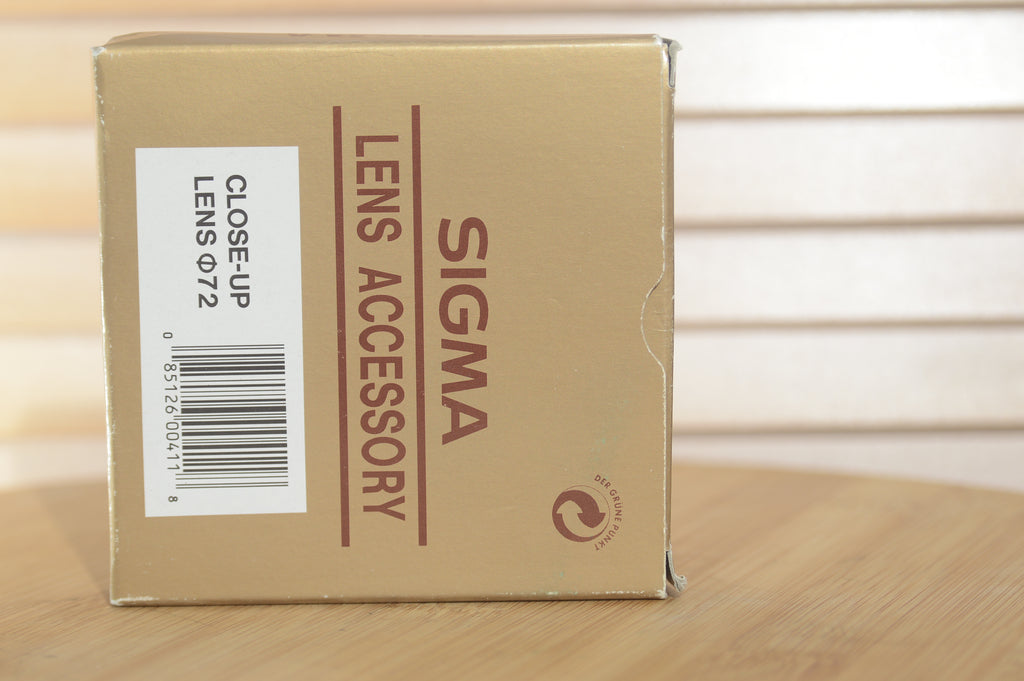 SIGMA
LENS ACCESSORY
CLOSE-UP
LENS Φ72
0 85126 00411 8
DER GRÜNE PUNKT